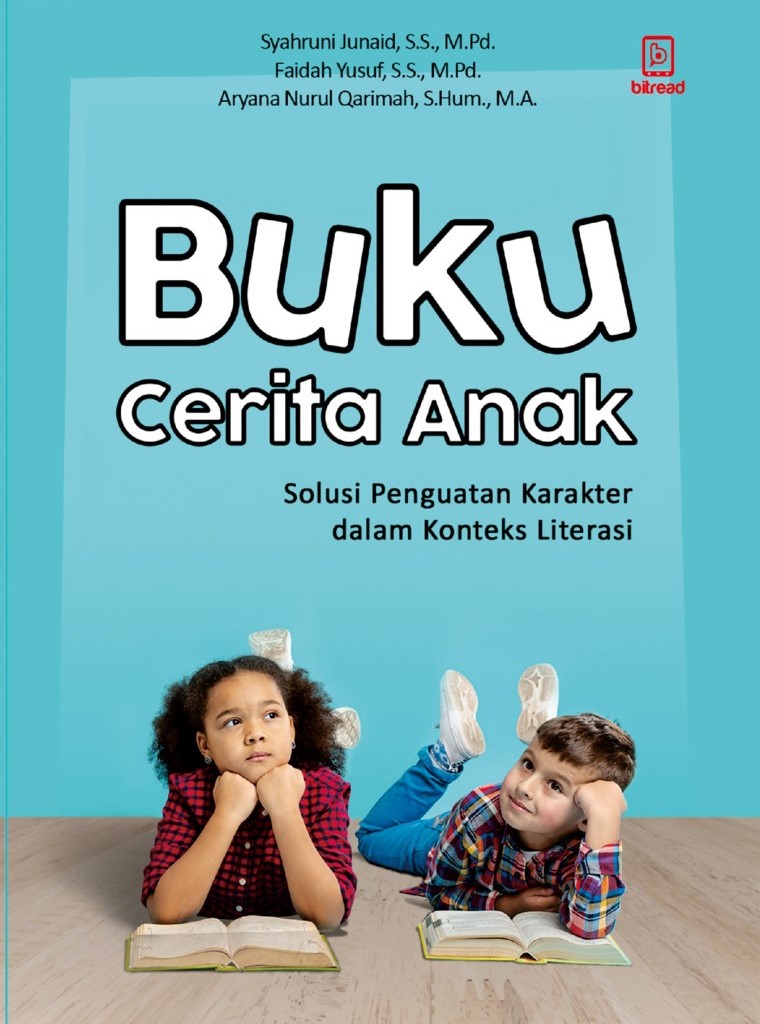 Syahruni Junaid, S.S., M.Pd.
Faidah Yusuf, S.S., M.Pd.
Aryana Nurul Qarimah, S.Hum., M.A.
bitread
Buku
Cerita Anak
Solusi Penguatan Karakter
dalam Konteks Literasi